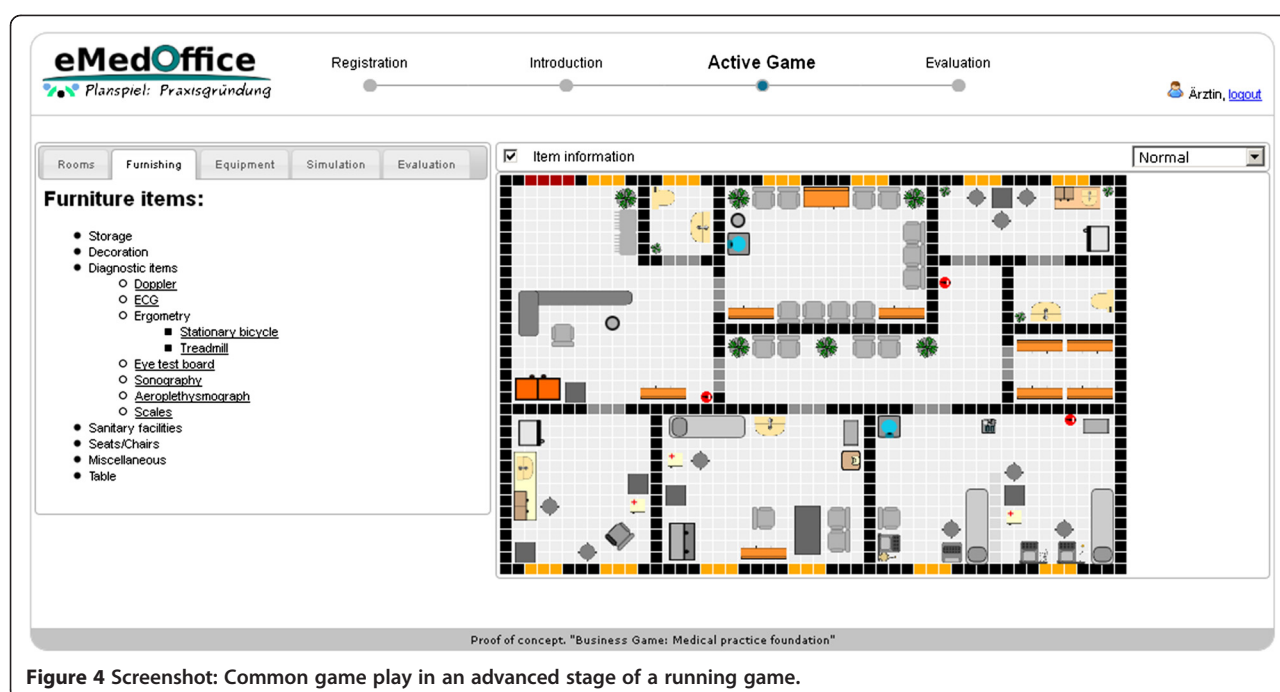 eMedOffice
Planspiel: Praxisgründung
Registration
Introduction
Active Game
Evaluation
Ärztin, logout
Rooms
Furnishing
Equipment
Simulation
Evaluation
Item information
Normal
Furniture items:
Storage
Decoration
Diagnostic items
Doppler
ECG
Ergometry
Stationary bicycle
Treadmill
Eye test board
Sonography
Aeroplethysmograph
Scales
Sanitary facilities
Seats/Chairs
Miscellaneous
Table
Proof of concept. "Business Game: Medical practice foundation"
Figure 4 Screenshot: Common game play in an advanced stage of a running game.